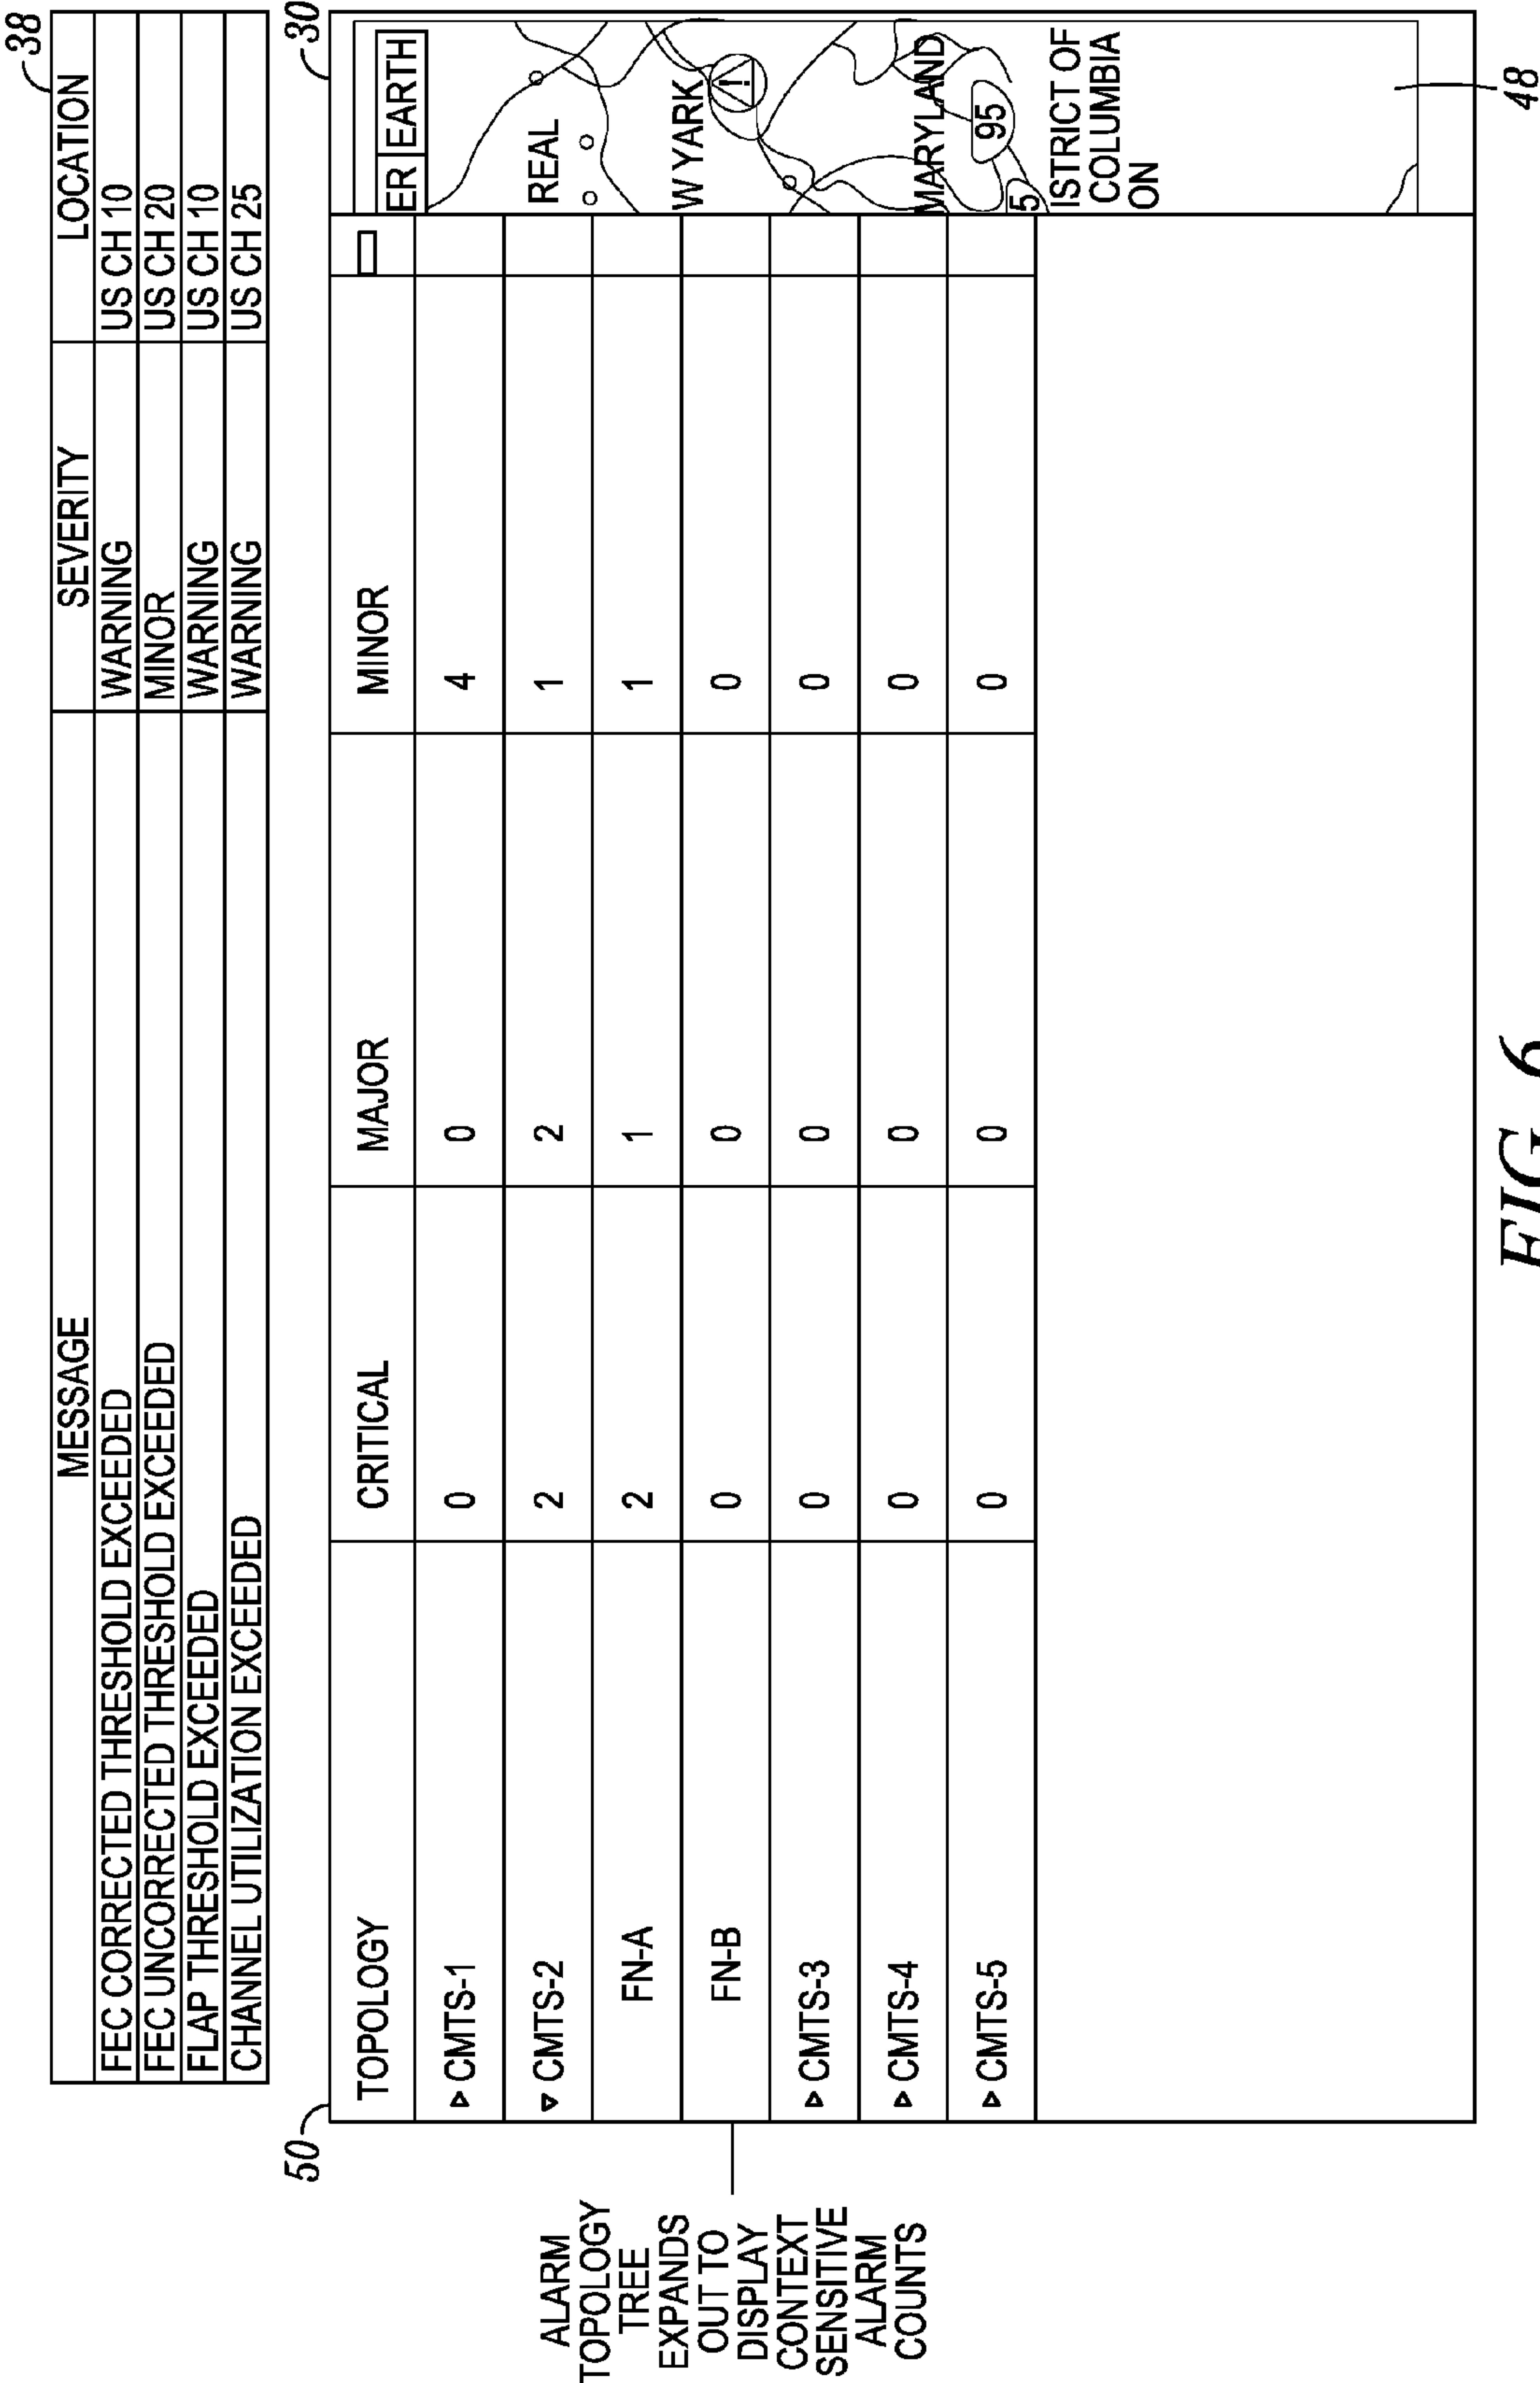 38
MESSAGE SEVERITY LOCATION
FEC CORRECTED THRESHOLD EXCEEDED WARNING US CH 10
FEC UNCORRECTED THRESHOLD EXCEEDED MINOR US CH 20
FLAP THRESHOLD EXCEEDED WARNING US CH 10
CHANNEL UTILIZATION EXCEEDED WARNING US CH 25
50
30
TOPOLOGY CRITICAL MAJOR MINOR
CMTS-1 0 0 4
CMTS-2 2 2 1
FN-A 2 1 1
FN-B 0 0 0
CMTS-3 0 0 0
CMTS-4 0 0 0
CMTS-5 0 0 0
ER EARTH
REAL
W YARK
!
MARYLAND
95
5
ISTRICT OF
COLUMBIA
ON
48
ALARM
TOPOLOGY
TREE
EXPANDS
OUT TO
DISPLAY
CONTEXT
SENSITIVE
ALARM
COUNTS
FIG. 6